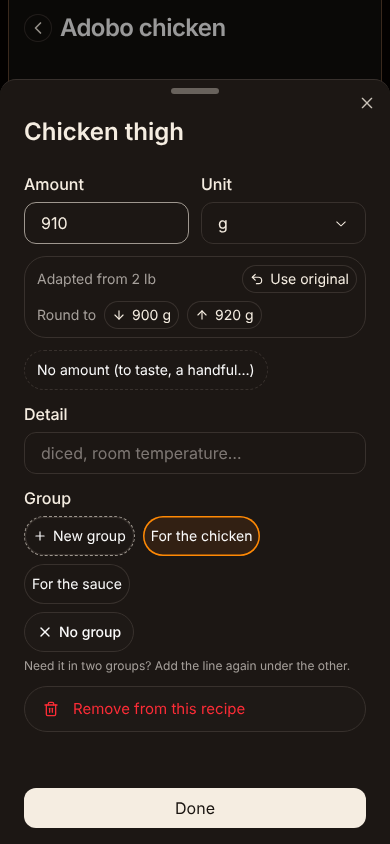 Adobo chicken
Chicken thigh
Amount Unit
910 g
Adapted from 2 lb Use original
Round to 900 g 920 g
No amount (to taste, a handful...)
Detail
diced, room temperature...
Group
New group For the chicken
For the sauce
No group
Need it in two groups? Add the line again under the other.
Remove from this recipe
Done